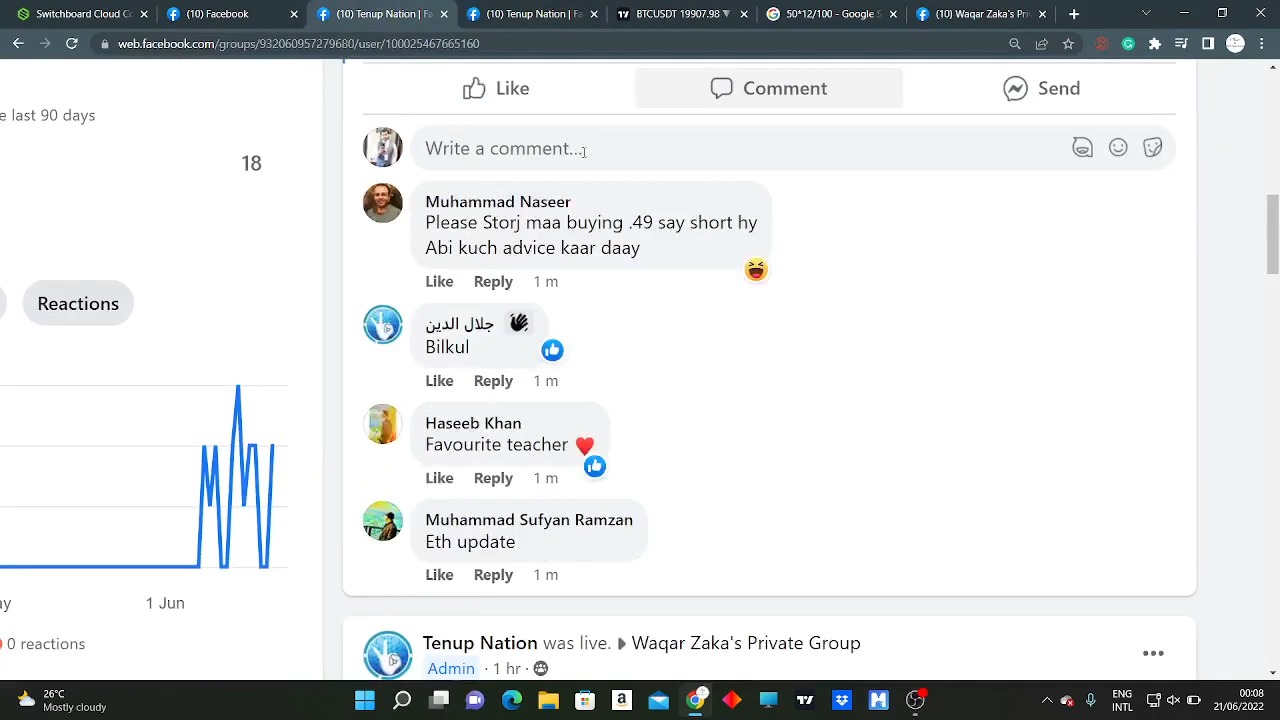 Switchboard Cloud Co
(10) Facebook
(10) Tenup Nation | Fa
(10) Tenup Nation | Fa
BTCUSDT 19907.98 ▼
50*12/100 - Google S
(10) Waqar Zaka's Priv
web.facebook.com/groups/932060957279680/user/100025467665160
e last 90 days
18
Reactions
ay
1 Jun
0 reactions
Like
Comment
Send
Write a comment...
Muhammad Naseer
Please Storj maa buying .49 say short hy
Abi kuch advice kaar daay
Like Reply 1 m
جلال الدين
Bilkul
Like Reply 1 m
Haseeb Khan
Favourite teacher ❤️
Like Reply 1 m
Muhammad Sufyan Ramzan
Eth update
Like Reply 1 m
Tenup Nation was live. ▶ Waqar Zaka's Private Group
Admin · 1 hr ·
26°C
Mostly cloudy
ENG
INTL
00:08
21/06/2022